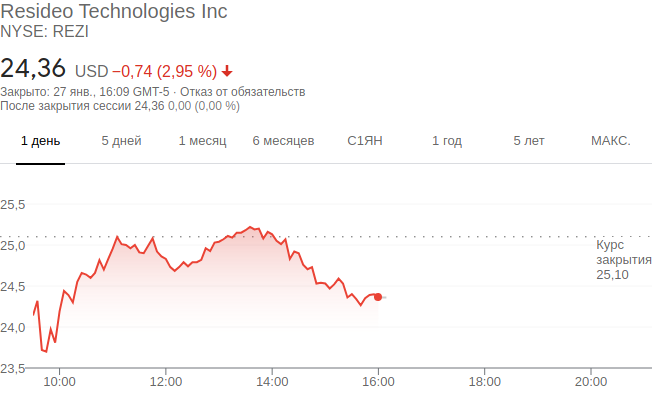 Resideo Technologies Inc
NYSE: REZI
24,36 USD −0,74 (2,95 %)
Закрыто: 27 янв., 16:09 GMT-5 · Отказ от обязательств
После закрытия сессии 24,36 0,00 (0,00 %)
1 день 5 дней 1 месяц 6 месяцев С1ЯН 1 год 5 лет МАКС.
25,5
25,0
24,5
24,0
23,5
Курс
закрытия
25,10
10:00 12:00 14:00 16:00 18:00 20:00